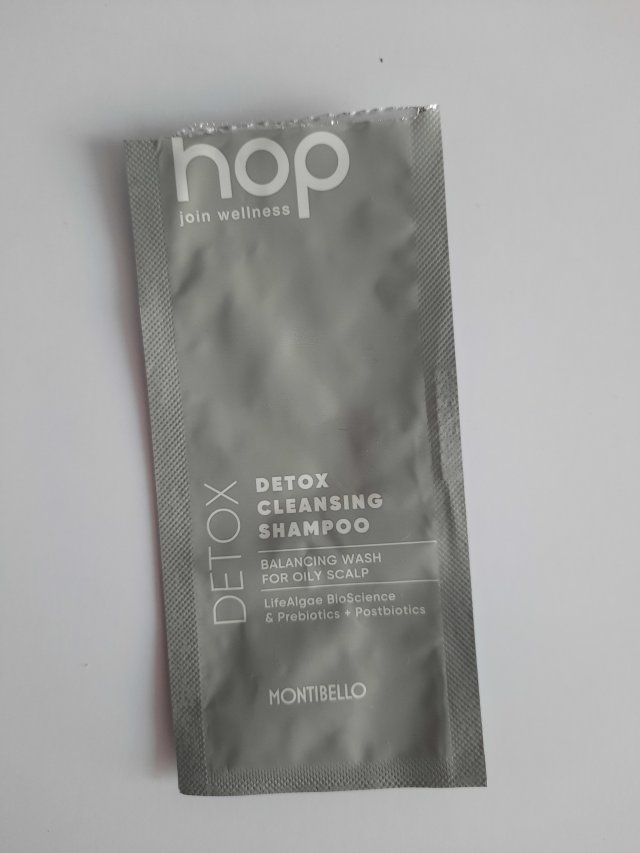 hop
join wellness
DETOX
DETOX
CLEANSING
SHAMPOO
BALANCING WASH
FOR OILY SCALP
LifeAlgae BioScience
& Prebiotics + Postbiotics
MONTIBELLO